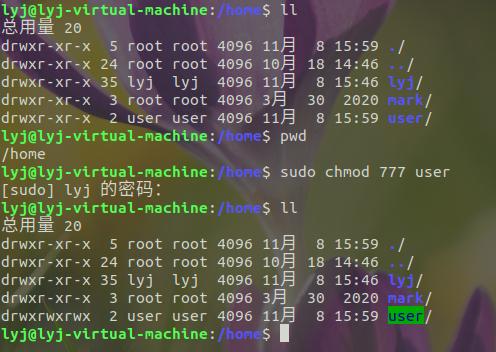 lyj@lyj-virtual-machine:/home$ ll
总用量 20
drwxr-xr-x  5 root root 4096 11月  8 15:59 ./
drwxr-xr-x 24 root root 4096 10月 18 14:46 ../
drwxr-xr-x 35 lyj  lyj  4096 11月  8 15:46 lyj/
drwxr-xr-x  3 root root 4096 3月  30  2020 mark/
drwxr-xr-x  2 user user 4096 11月  8 15:59 user/
lyj@lyj-virtual-machine:/home$ pwd
/home
lyj@lyj-virtual-machine:/home$ sudo chmod 777 user
[sudo] lyj 的密码：
lyj@lyj-virtual-machine:/home$ ll
总用量 20
drwxr-xr-x  5 root root 4096 11月  8 15:59 ./
drwxr-xr-x 24 root root 4096 10月 18 14:46 ../
drwxr-xr-x 35 lyj  lyj  4096 11月  8 15:46 lyj/
drwxr-xr-x  3 root root 4096 3月  30  2020 mark/
drwxrwxrwx  2 user user 4096 11月  8 15:59 user/
lyj@lyj-virtual-machine:/home$